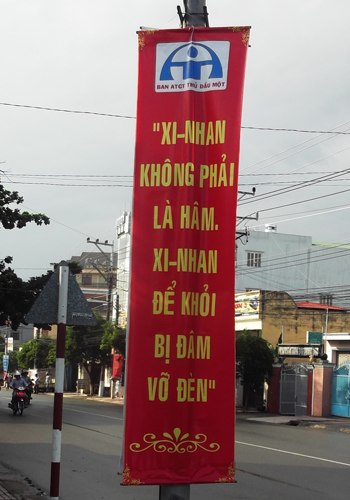 BAN ATGT THỦ DẦU MỘT
"XI-NHAN
KHÔNG PHẢI
LÀ HÂM.
XI-NHAN
ĐỂ KHỎI
BỊ ĐÂM
VỠ ĐÈN"